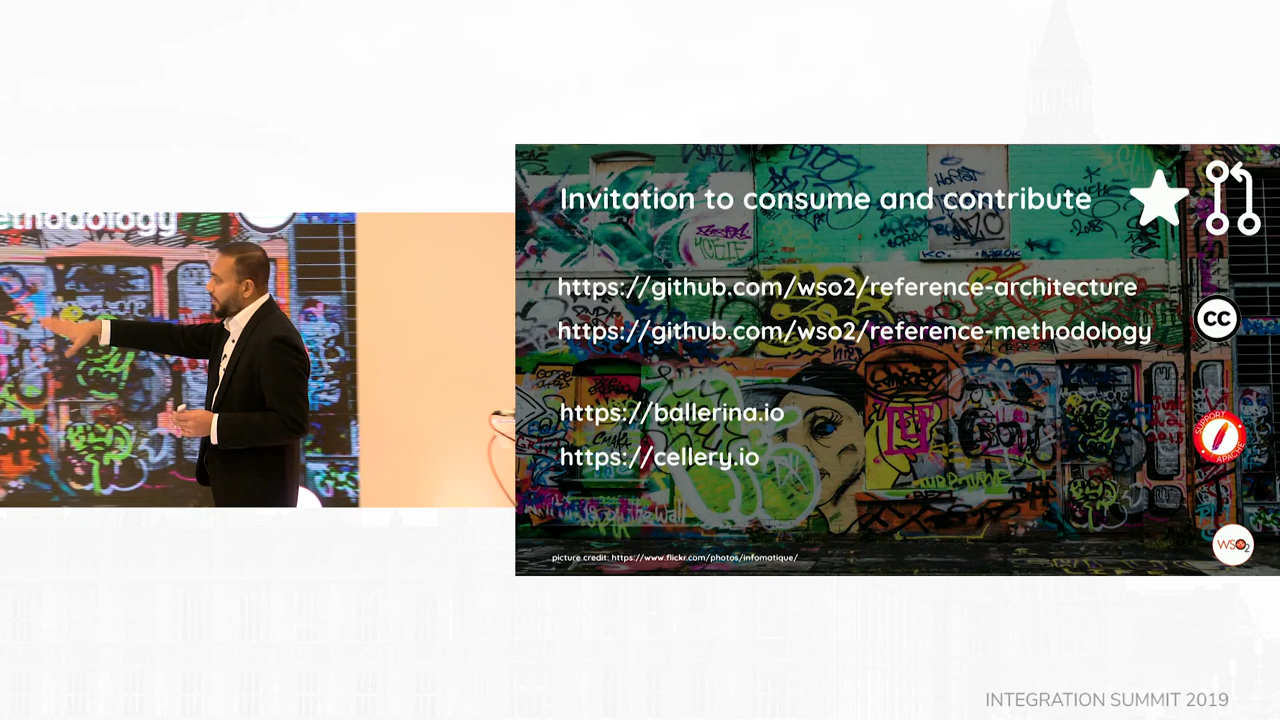 ethodology
Invitation to consume and contribute
https://github.com/wso2/reference-architecture
https://github.com/wso2/reference-methodology
cc
https://ballerina.io
https://cellery.io
SUPPORT
APACHE
WSO2
picture credit: https://www.flickr.com/photos/infomatique/
INTEGRATION SUMMIT 2019